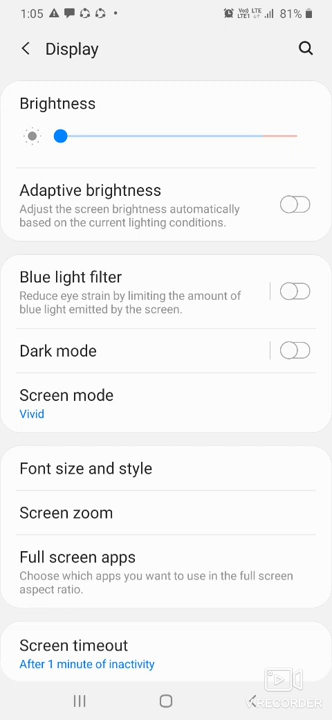 1:05
Vo)) LTE
LTE1
81%
Display
Brightness
Adaptive brightness
Adjust the screen brightness automatically
based on the current lighting conditions.
Blue light filter
Reduce eye strain by limiting the amount of
blue light emitted by the screen.
Dark mode
Screen mode
Vivid
Font size and style
Screen zoom
Full screen apps
Choose which apps you want to use in the full screen
aspect ratio.
Screen timeout
After 1 minute of inactivity
V RECORDER